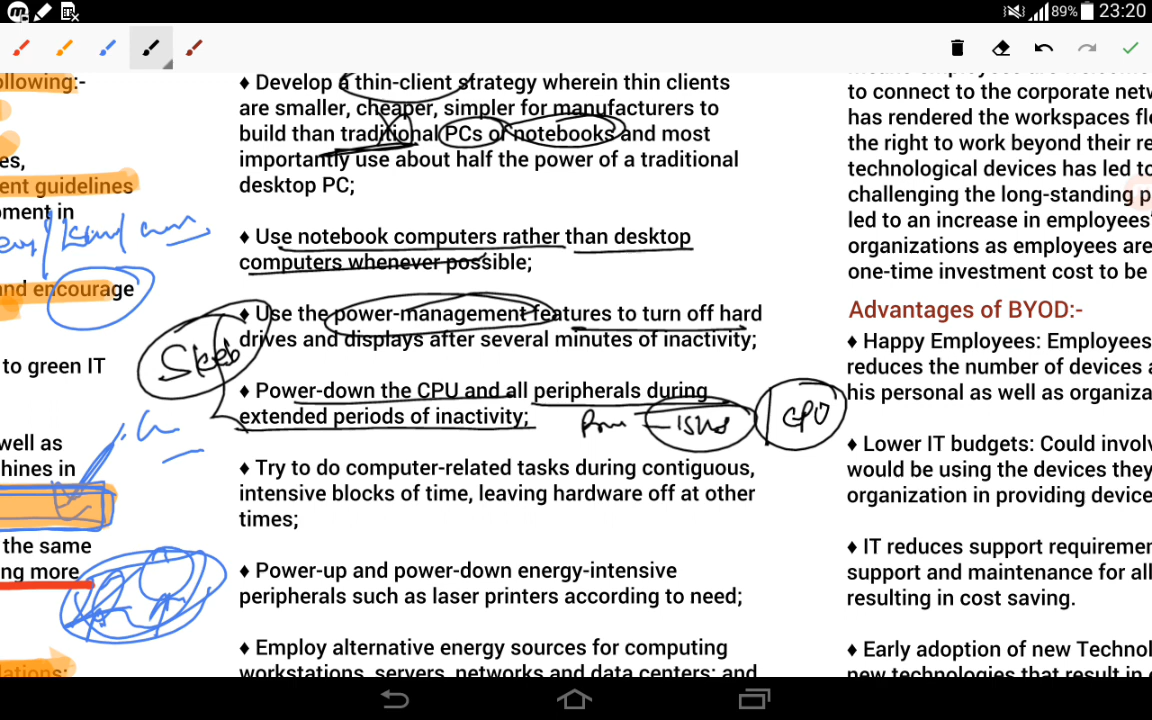 89%
23:20
ollowing:-
es,
ent guidelines
oment in
and encourage
to green IT
well as
hines in
the same
ng more
lations:
♦ Develop a thin-client strategy wherein thin clients
are smaller, cheaper, simpler for manufacturers to
build than traditional PCs or notebooks and most
importantly use about half the power of a traditional
desktop PC;
♦ Use notebook computers rather than desktop
computers whenever possible;
♦ Use the power-management features to turn off hard
drives and displays after several minutes of inactivity;
♦ Power-down the CPU and all peripherals during
extended periods of inactivity;
CPU
♦ Try to do computer-related tasks during contiguous,
intensive blocks of time, leaving hardware off at other
times;
♦ Power-up and power-down energy-intensive
peripherals such as laser printers according to need;
♦ Employ alternative energy sources for computing
workstations, servers, networks and data centers; and
means employees are welcome
to connect to the corporate netw
has rendered the workspaces fle
the right to work beyond their re
technological devices has led to
challenging the long-standing p
led to an increase in employees'
organizations as employees are
one-time investment cost to be
Advantages of BYOD:-
♦ Happy Employees: Employees
reduces the number of devices a
his personal as well as organiza
♦ Lower IT budgets: Could involv
would be using the devices they
organization in providing device
♦ IT reduces support requiremer
support and maintenance for all
resulting in cost saving.
♦ Early adoption of new Technol
new technologies that result in